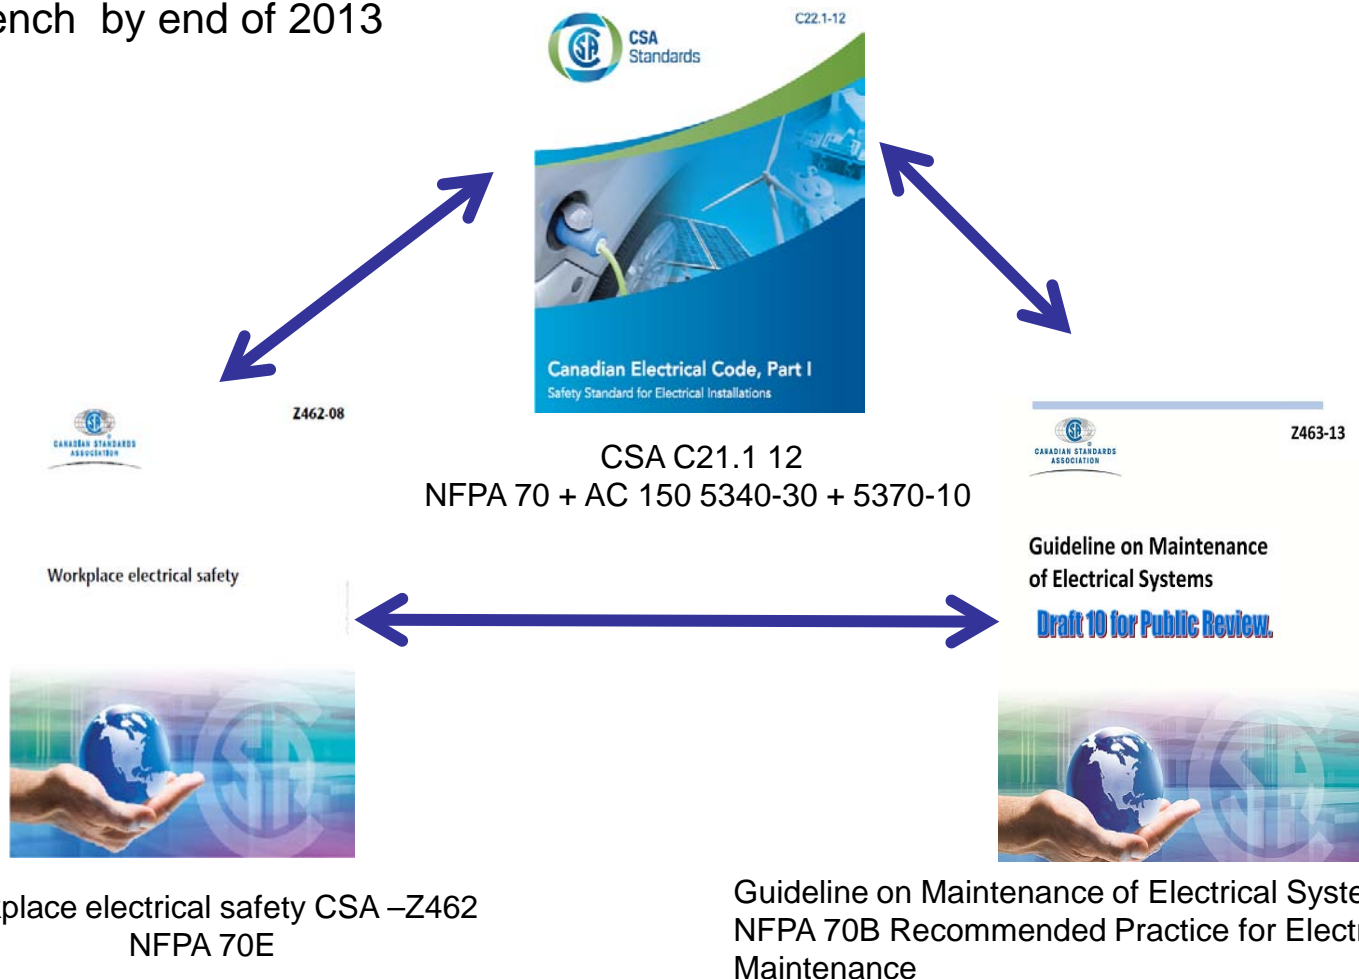 ench by end of 2013
C22.1-12
CSA
Standards
Canadian Electrical Code, Part I
Safety Standard for Electrical Installations
CSA C21.1 12
NFPA 70 + AC 150 5340-30 + 5370-10
Z462-08
CANADIAN STANDARDS
ASSOCIATION
Workplace electrical safety
place electrical safety CSA –Z462
NFPA 70E
Z463-13
CANADIAN STANDARDS
ASSOCIATION
Guideline on Maintenance
of Electrical Systems
Draft 10 for Public Review.
Guideline on Maintenance of Electrical Syste
NFPA 70B Recommended Practice for Electr
Maintenance